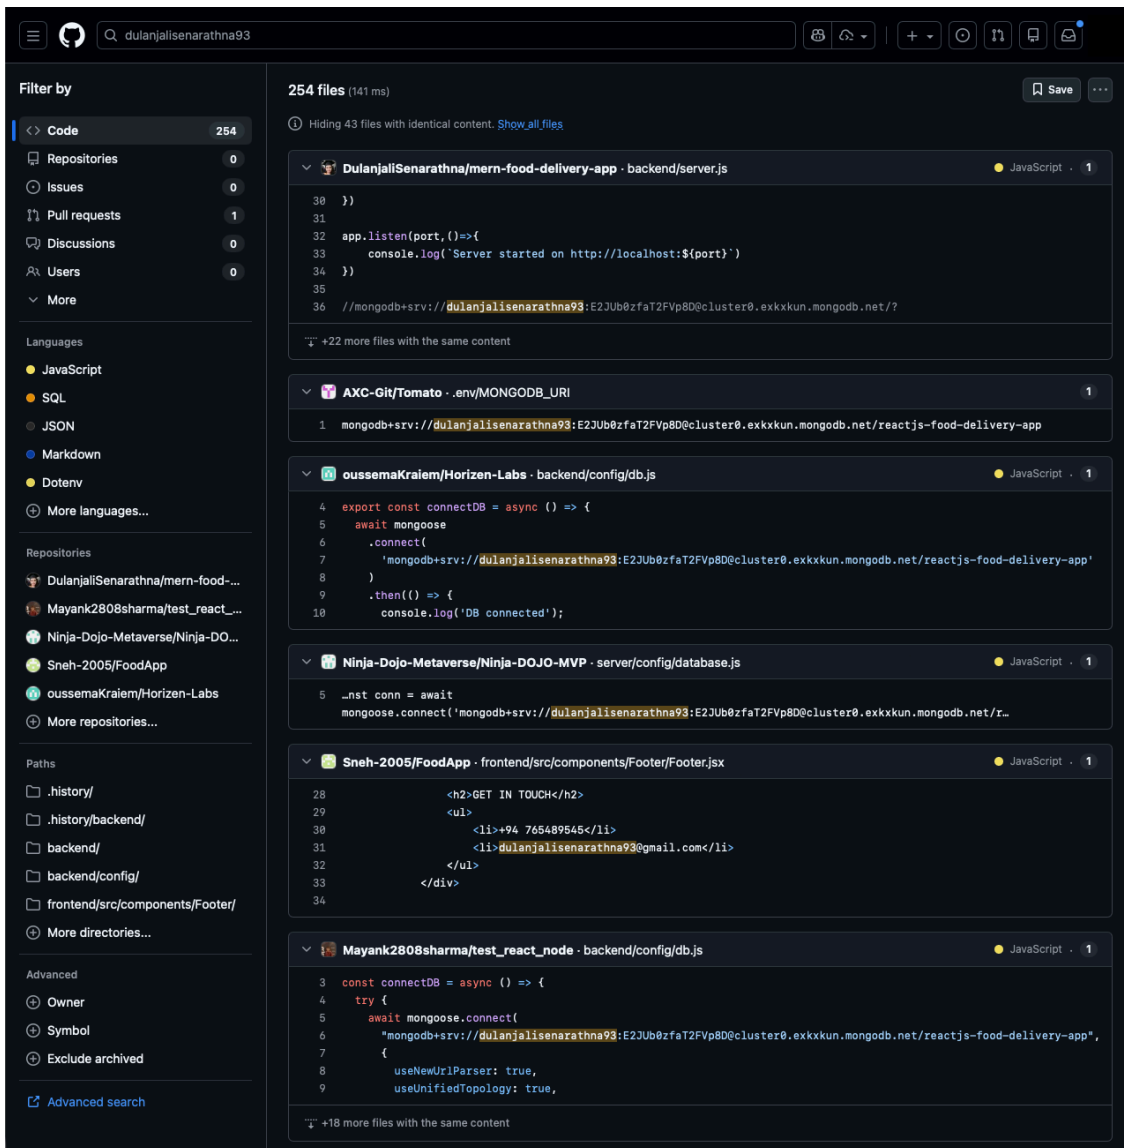 dulanjalisenarathna93
Filter by
Code 254
Repositories 0
Issues 0
Pull requests 1
Discussions 0
Users 0
More
Languages
JavaScript
SQL
JSON
Markdown
Dotenv
More languages...
Repositories
DulanjaliSenarathna/mern-food-...
Mayank2808sharma/test_react_...
Ninja-Dojo-Metaverse/Ninja-DO...
Sneh-2005/FoodApp
oussemaKraiem/Horizen-Labs
More repositories...
Paths
.history/
.history/backend/
backend/
backend/config/
frontend/src/components/Footer/
More directories...
Advanced
Owner
Symbol
Exclude archived
Advanced search
254 files (141 ms)
Save
Hiding 43 files with identical content. Show all files
DulanjaliSenarathna/mern-food-delivery-app · backend/server.js JavaScript · 1
30 })
31
32 app.listen(port,()=>{
33 console.log(`Server started on http://localhost:${port}`)
34 })
35
36 //mongodb+srv://dulanjalisenarathna93:E2JUb0zfaT2FVp8D@cluster0.exkxkun.mongodb.net/?
+22 more files with the same content
AXC-Git/Tomato · .env/MONGODB_URI 1
1 mongodb+srv://dulanjalisenarathna93:E2JUb0zfaT2FVp8D@cluster0.exkxkun.mongodb.net/reactjs-food-delivery-app
oussemaKraiem/Horizen-Labs · backend/config/db.js JavaScript · 1
4 export const connectDB = async () => {
5 await mongoose
6 .connect(
7 'mongodb+srv://dulanjalisenarathna93:E2JUb0zfaT2FVp8D@cluster0.exkxkun.mongodb.net/reactjs-food-delivery-app'
8 )
9 .then(() => {
10 console.log('DB connected');
Ninja-Dojo-Metaverse/Ninja-DOJO-MVP · server/config/database.js JavaScript · 1
5 …nst conn = await
mongoose.connect('mongodb+srv://dulanjalisenarathna93:E2JUb0zfaT2FVp8D@cluster0.exkxkun.mongodb.net/r…
Sneh-2005/FoodApp · frontend/src/components/Footer/Footer.jsx JavaScript · 1
28 <h2>GET IN TOUCH</h2>
29 <ul>
30 <li>+94 765489545</li>
31 <li>dulanjalisenarathna93@gmail.com</li>
32 </ul>
33 </div>
34
Mayank2808sharma/test_react_node · backend/config/db.js JavaScript · 1
3 const connectDB = async () => {
4 try {
5 await mongoose.connect(
6 "mongodb+srv://dulanjalisenarathna93:E2JUb0zfaT2FVp8D@cluster0.exkxkun.mongodb.net/reactjs-food-delivery-app",
7 {
8 useNewUrlParser: true,
9 useUnifiedTopology: true,
+18 more files with the same content